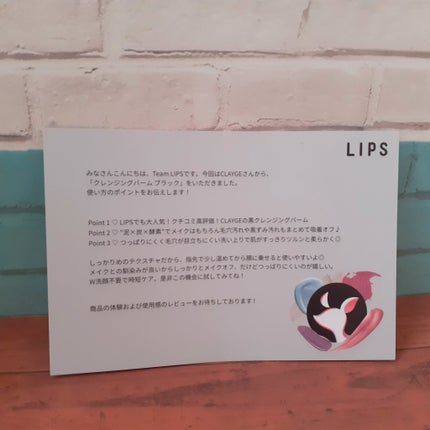 LIPS
みなさんこんにちは、Team LIPSです。今回はCLAYGEさんから、
「クレンジングバーム ブラック」をいただきました。
使い方のポイントをお伝えします！
Point 1 ♡ LIPSでも大人気！クチコミ高評価！CLAYGEの黒クレンジングバーム
Point 2 ♡ “泥×炭×酵素”でメイクはもちろん毛穴汚れや黒ずみ汚れもまとめて吸着オフ♪
Point 3 ♡ つっぱりにくく毛穴が目立ちにくい洗い上りで肌がすっきりツルンと柔らかく◎
しっかりめのテクスチャだから、指先で少し温めてから顔に乗せると使いやすいよ◎
メイクとの馴染みが良いからしっかりとメイクオフ。だけどつっぱりにくいのが嬉しい。
W洗顔不要で時短ケア。是非この機会に試してみてね！
商品の体験および使用感のレビューをお待ちしております！